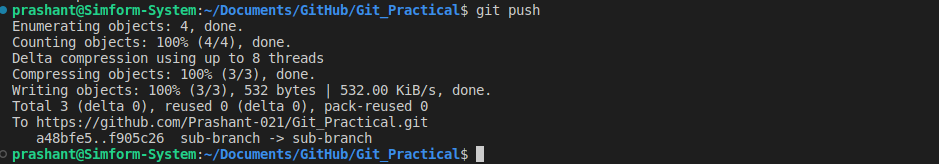 prashant@Simform-System:~/Documents/GitHub/Git_Practical$ git push
Enumerating objects: 4, done.
Counting objects: 100% (4/4), done.
Delta compression using up to 8 threads
Compressing objects: 100% (3/3), done.
Writing objects: 100% (3/3), 532 bytes | 532.00 KiB/s, done.
Total 3 (delta 0), reused 0 (delta 0), pack-reused 0
To https://github.com/Prashant-021/Git_Practical.git
   a48bfe5..f905c26  sub-branch -> sub-branch
prashant@Simform-System:~/Documents/GitHub/Git_Practical$